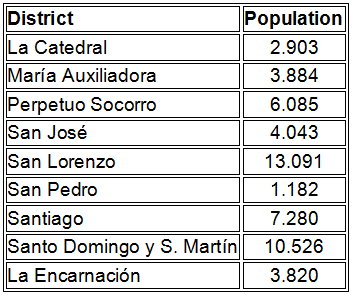 District Population
La Catedral 2.903
María Auxiliadora 3.884
Perpetuo Socorro 6.085
San José 4.043
San Lorenzo 13.091
San Pedro 1.182
Santiago 7.280
Santo Domingo y S. Martín 10.526
La Encarnación 3.820